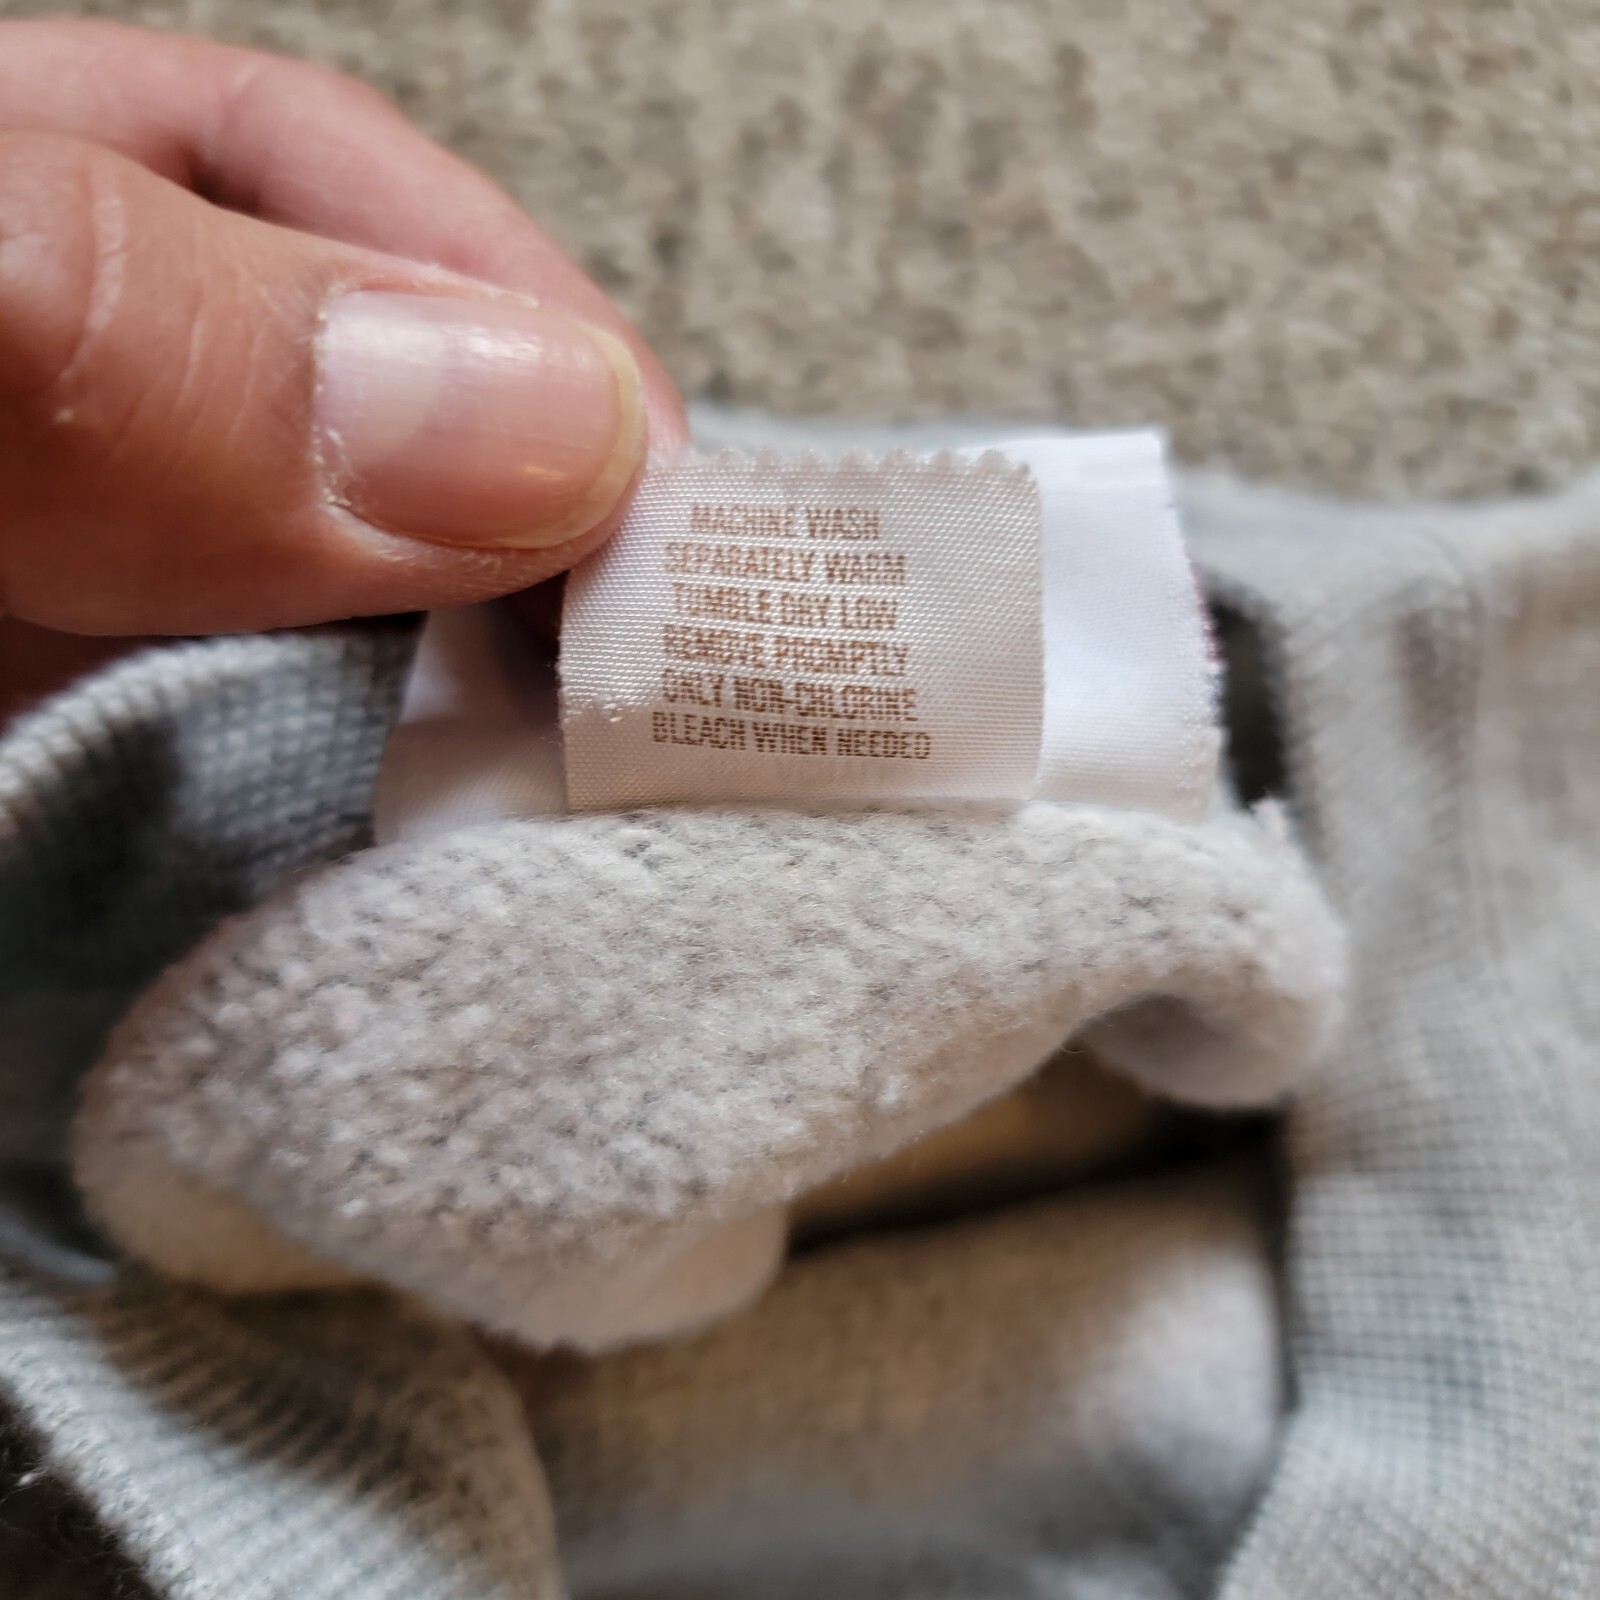 MACHINE WASH
SEPARATELY WARM
TUMBLE DRY LOW
REMOVE PROMPTLY
ONLY NON-CHLORINE
BLEACH WHEN NEEDED